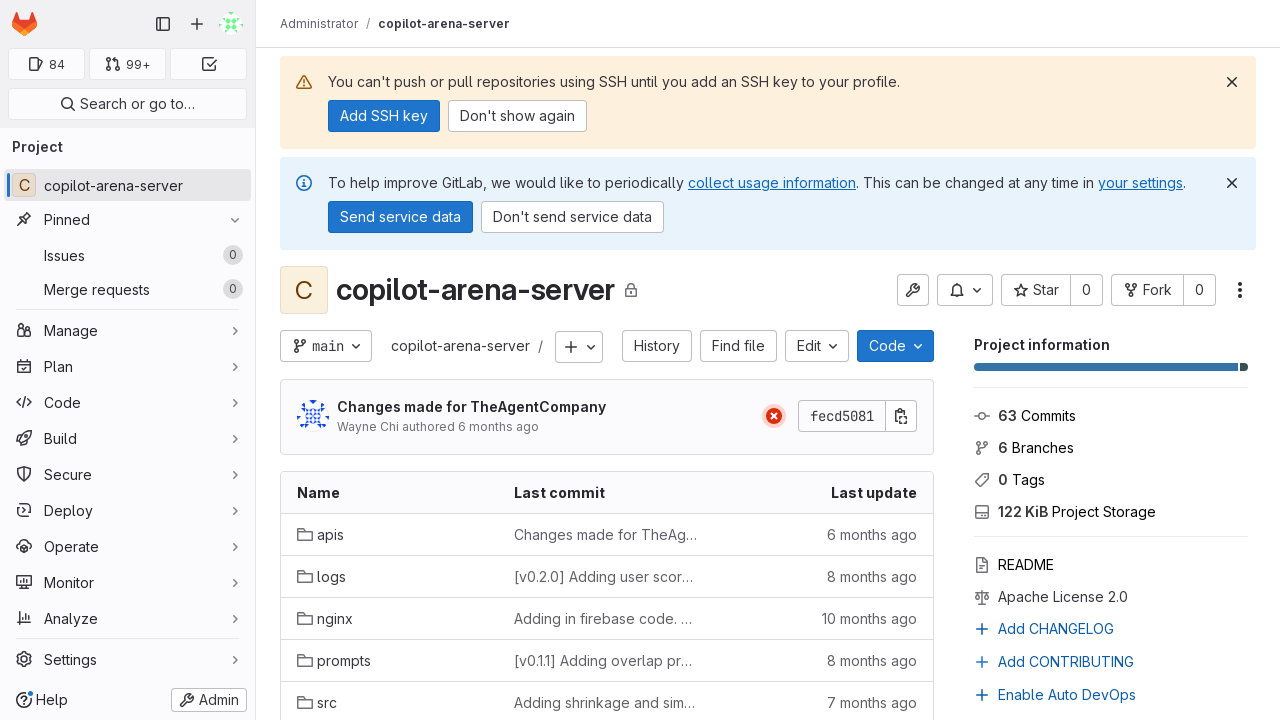 84
99+
Search or go to…
Project
C copilot-arena-server
Pinned
Issues 0
Merge requests 0
Manage
Plan
Code
Build
Secure
Deploy
Operate
Monitor
Analyze
Settings
Help
Admin
Administrator / copilot-arena-server
You can't push or pull repositories using SSH until you add an SSH key to your profile.
Add SSH key
Don't show again
To help improve GitLab, we would like to periodically collect usage information. This can be changed at any time in your settings.
Send service data
Don't send service data
C copilot-arena-server
Star 0
Fork 0
main
copilot-arena-server /
History
Find file
Edit
Code
Changes made for TheAgentCompany
Wayne Chi authored 6 months ago
fecd5081
Name Last commit Last update
apis Changes made for TheAg… 6 months ago
logs [v0.2.0] Adding user scor… 8 months ago
nginx Adding in firebase code. … 10 months ago
prompts [v0.1.1] Adding overlap pr… 8 months ago
src Adding shrinkage and sim… 7 months ago
Project information
63 Commits
6 Branches
0 Tags
122 KiB Project Storage
README
Apache License 2.0
Add CHANGELOG
Add CONTRIBUTING
Enable Auto DevOps